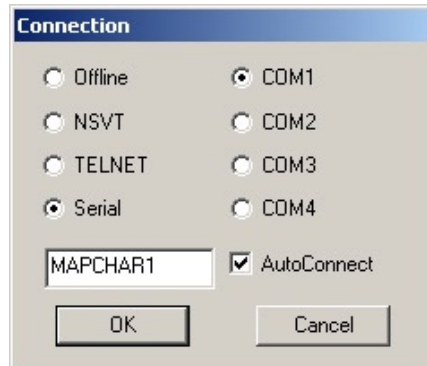 Connection
Offline COM1
NSVT COM2
TELNET COM3
Serial COM4
MAPCHAR1 AutoConnect
OK Cancel